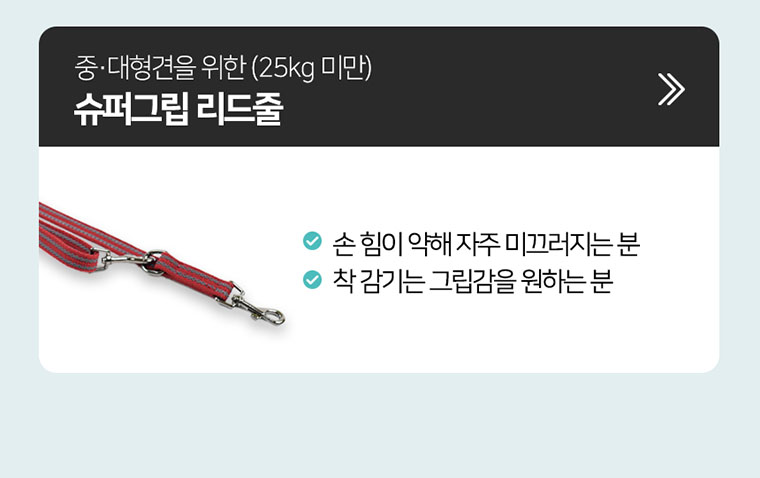 중·대형견을 위한 (25kg 미만)
슈퍼그립 리드줄
손 힘이 약해 자주 미끄러지는 분
착 감기는 그립감을 원하는 분